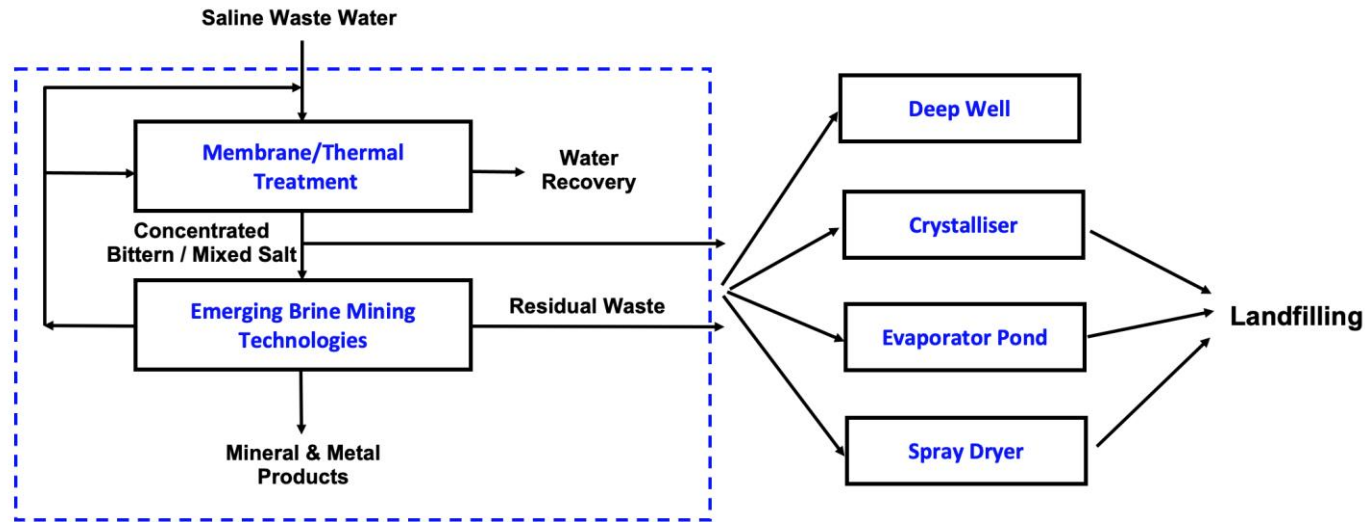 Saline Waste Water
Membrane/Thermal
Treatment
Water
Recovery
Concentrated
Bittern / Mixed Salt
Emerging Brine Mining
Technologies
Residual Waste
Mineral & Metal
Products
Deep Well
Crystalliser
Evaporator Pond
Spray Dryer
Landfilling